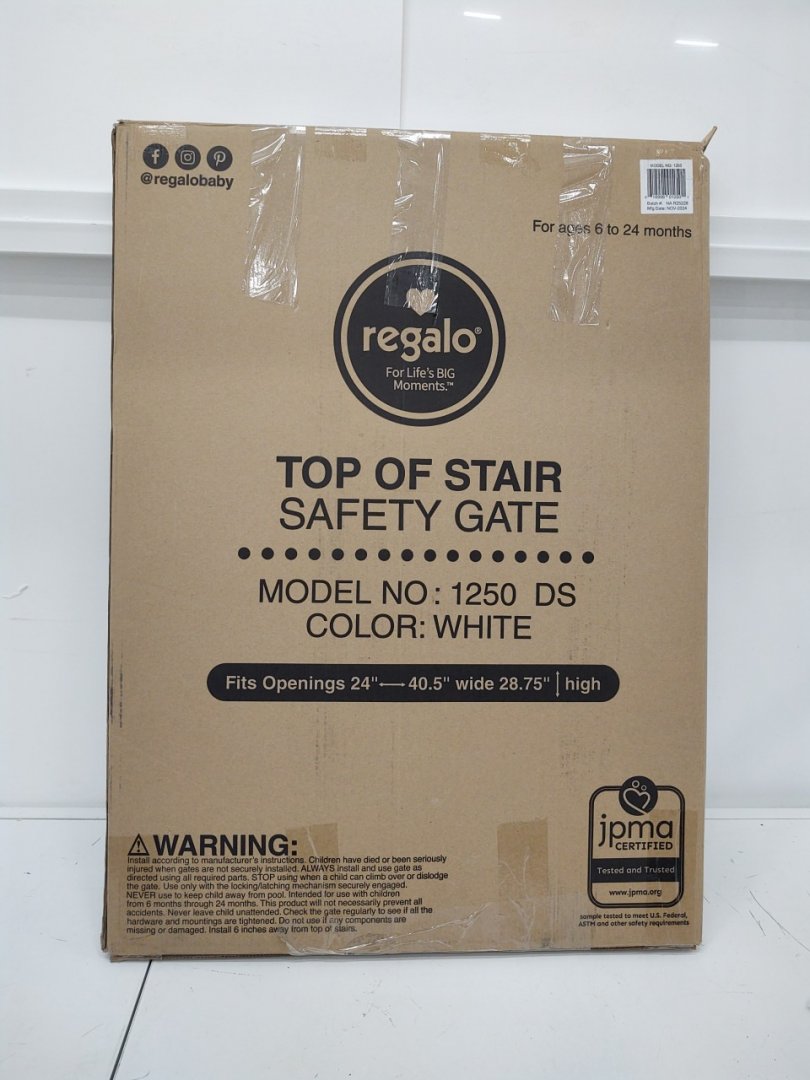 @regalobaby
MODEL NO: 1250
Mfg Date: NOV-2024
For ages 6 to 24 months
regalo®
For Life's BIG
Moments.™
TOP OF STAIR
SAFETY GATE
MODEL NO: 1250 DS
COLOR: WHITE
Fits Openings 24"⟷40.5" wide 28.75"↕high
⚠WARNING:
Install according to manufacturer's instructions. Children have died or been seriously
injured when gates are not securely installed. ALWAYS install and use gate as
directed using all required parts. STOP using when a child can climb over or dislodge
the gate. Use only with the locking/latching mechanism securely engaged.
NEVER use to keep child away from pool. Intended for use with children
from 6 months through 24 months. This product will not necessarily prevent all
accidents. Never leave child unattended. Check the gate regularly to see if all the
hardware and mountings are tightened. Do not use if any components are
missing or damaged. Install 6 inches away from top of stairs.
jpma
CERTIFIED
Tested and Trusted
www.jpma.org
sample tested to meet U.S. Federal,
ASTM and other safety requirements